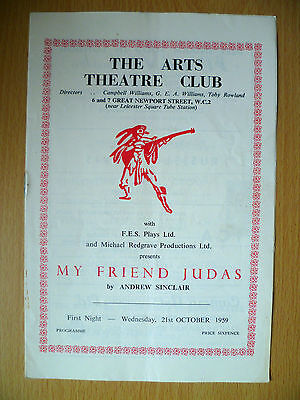 THE ARTS
THEATRE CLUB
Directors .. Campbell Williams, G. E. A. Williams, Toby Rowland
6 and 7 GREAT NEWPORT STREET, W.C.2
(near Leicester Square Tube Station)
with
F.E.S. Plays Ltd.
and Michael Redgrave Productions Ltd.
presents
MY FRIEND JUDAS
by ANDREW SINCLAIR
First Night — Wednesday, 21st OCTOBER 1959
PROGRAMME PRICE SIXPENCE